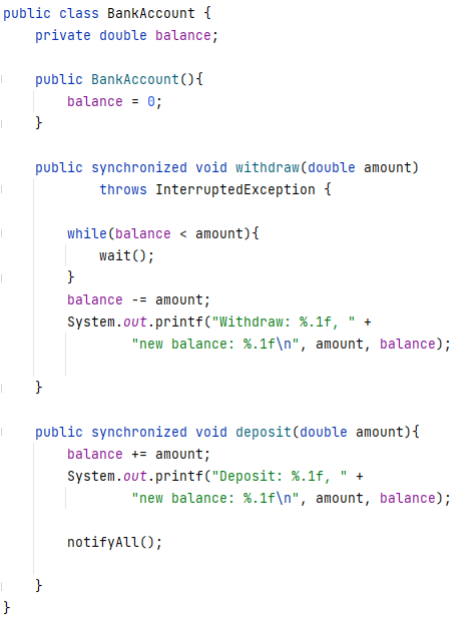 public class BankAccount {
private double balance;
public BankAccount(){
balance = 0;
}
public synchronized void withdraw(double amount)
throws InterruptedException {
while(balance < amount){
wait();
}
balance -= amount;
System.out.printf("Withdraw: %.1f, " +
"new balance: %.1f\n", amount, balance);
}
public synchronized void deposit(double amount){
balance += amount;
System.out.printf("Deposit: %.1f, " +
"new balance: %.1f\n", amount, balance);
notifyAll();
}
}